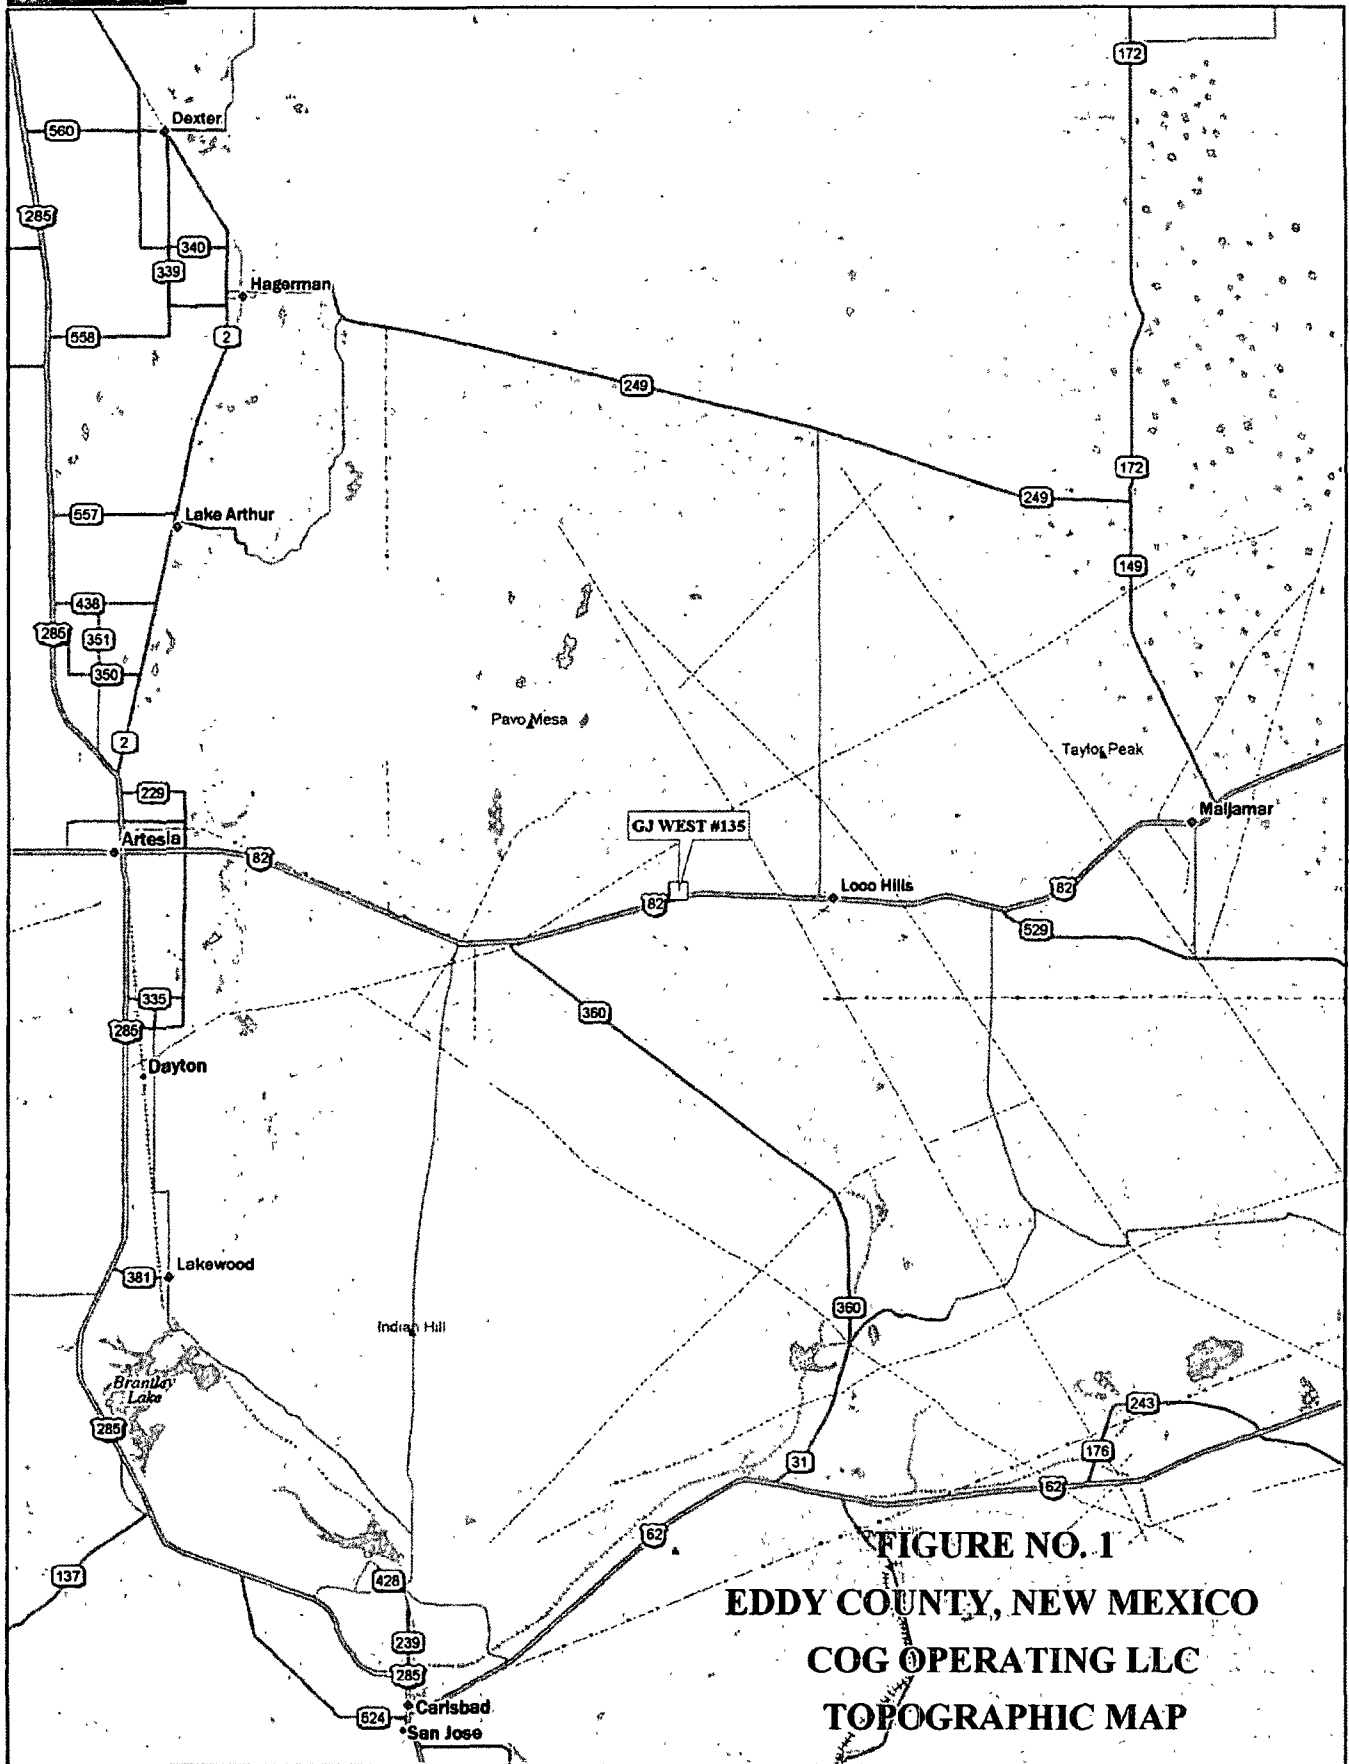 172
Dexter
560
285
340
339
Hagerman
558
2
249
172
249
Lake Arthur
557
149
438
285
351
350
Pavo Mesa
2
Taylor Peak
229
Maljamar
GJ WEST #135
Artesia
82
Loco Hills
82
82
529
335
360
285
Dayton
Lakewood
381
360
Indian Hill
Brantley
Lake
243
285
176
31
62
62
FIGURE NO. 1
137
428
EDDY COUNTY, NEW MEXICO
239
COG OPERATING LLC
285
Carlsbad
524
TOPOGRAPHIC MAP
San Jose